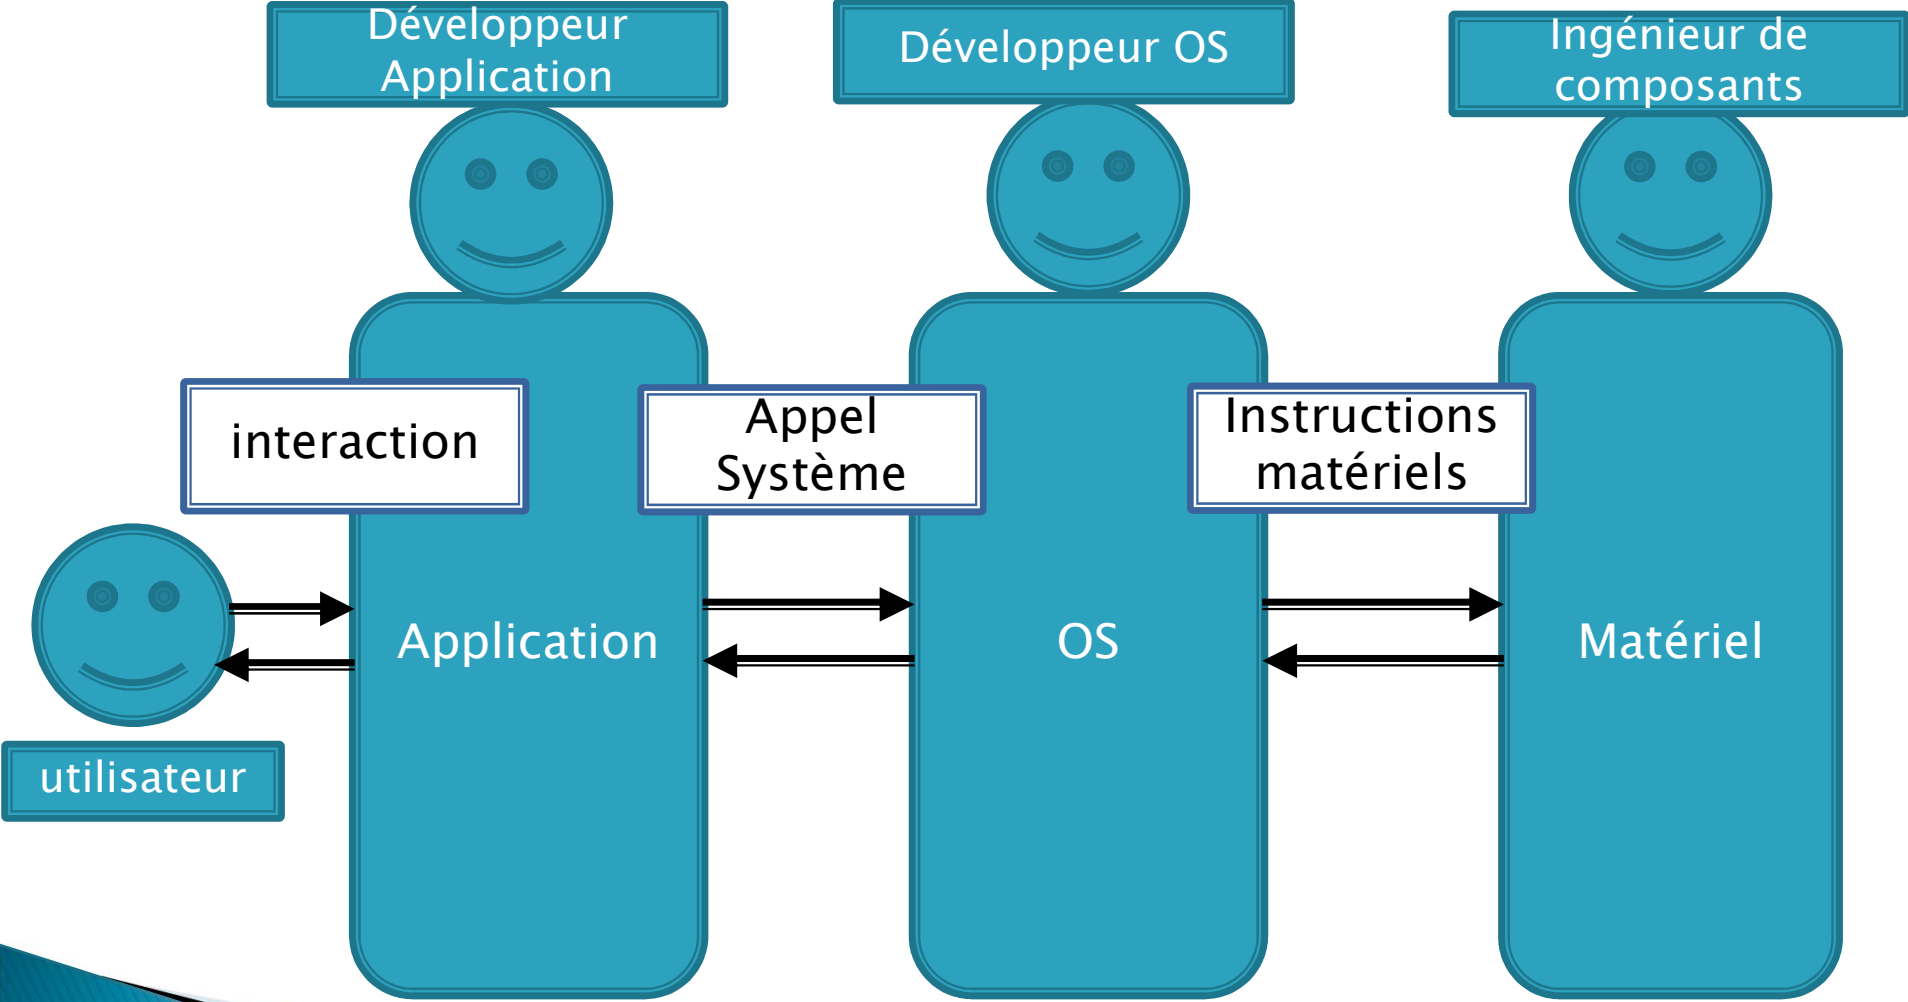 Développeur
Application
Développeur OS
Ingénieur de
composants
interaction
Appel
Système
Instructions
matériels
Application
OS
Matériel
utilisateur